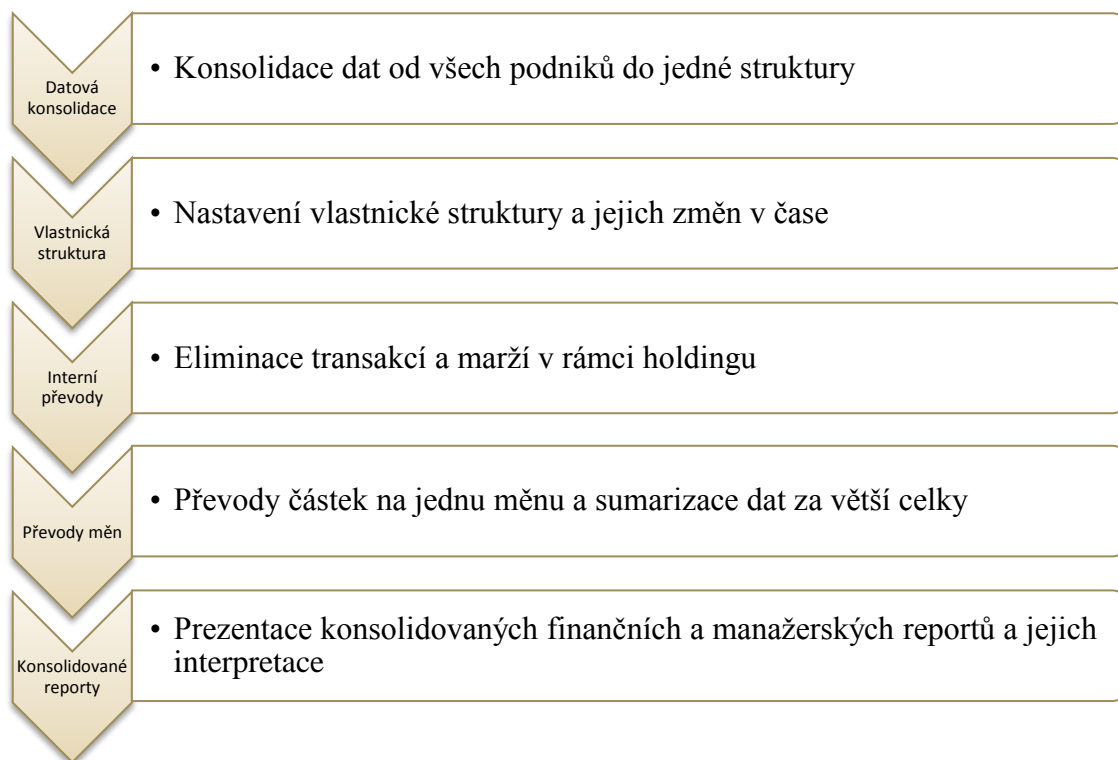 Datová
konsolidace
• Konsolidace dat od všech podniků do jedné struktury
Vlastnická
struktura
• Nastavení vlastnické struktury a jejich změn v čase
Interní
převody
• Eliminace transakcí a marží v rámci holdingu
Převody měn
• Převody částek na jednu měnu a sumarizace dat za větší celky
Konsolidované
reporty
• Prezentace konsolidovaných finančních a manažerských reportů a jejich
interpretace